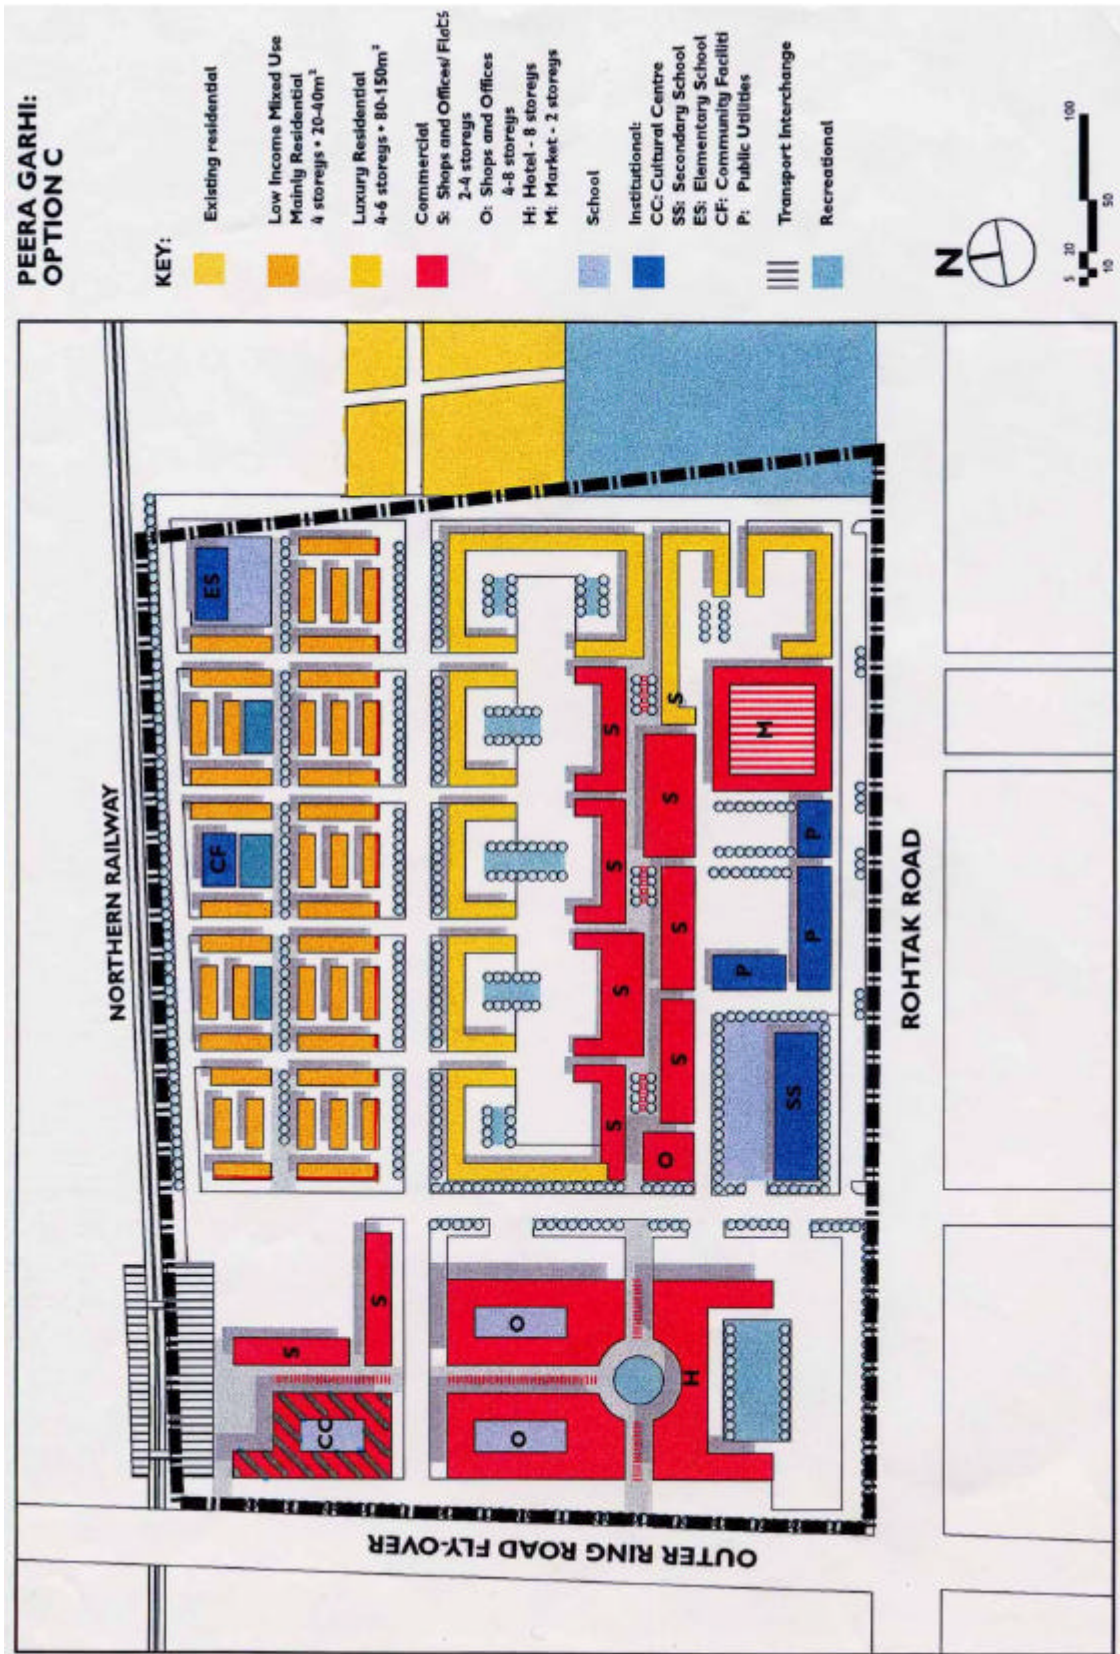 PEERA GARHI:
OPTION C
KEY:
Existing residential
Low Income Mixed Use
Mainly Residential
4 storeys • 20-40m²
Luxury Residential
4-6 storeys • 80-150m²
Commercial
S: Shops and Offices/Flats
2-4 storeys
O: Shops and Offices
4-8 storeys
H: Hotel - 8 storeys
M: Market - 2 storeys
School
Institutional:
CC: Cultural Centre
SS: Secondary School
ES: Elementary School
CF: Community Faciliti
P: Public Utilities
Transport Interchange
Recreational
N
5 20 50 100
10
NORTHERN RAILWAY
ES
CF
S
S
CC
O
O
H
S
S
S
S
S
S
S
S
O
M
P
P
P
SS
ROHTAK ROAD
OUTER RING ROAD FLY-OVER